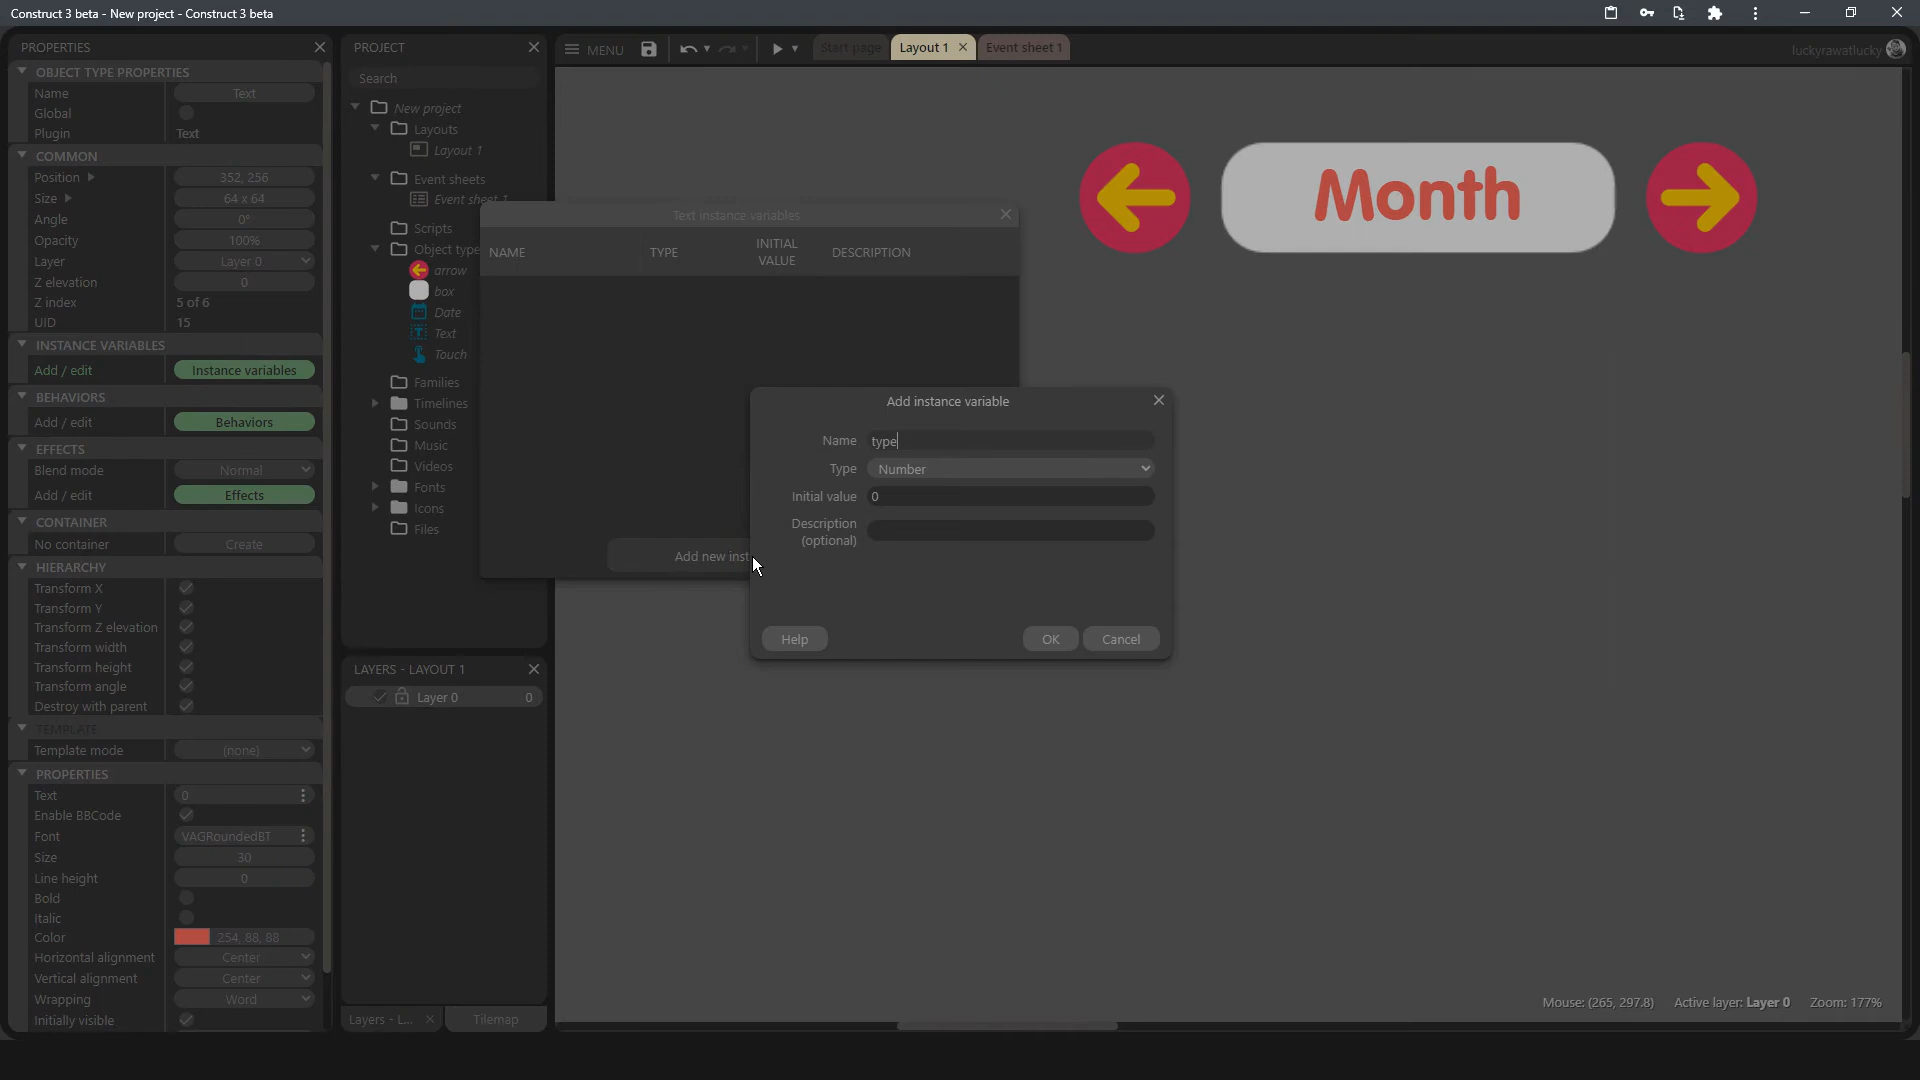 Construct 3 beta - New project - Construct 3 beta
PROPERTIES
OBJECT TYPE PROPERTIES
Name Text
Global
Plugin Text
COMMON
Position 352, 256
Size 64 x 64
Angle 0°
Opacity 100%
Layer Layer 0
Z elevation 0
Z index 5 of 6
UID 15
INSTANCE VARIABLES
Add / edit Instance variables
BEHAVIORS
Add / edit Behaviors
EFFECTS
Blend mode Normal
Add / edit Effects
CONTAINER
No container Create
HIERARCHY
Transform X
Transform Y
Transform Z elevation
Transform width
Transform height
Transform angle
Destroy with parent
TEMPLATE
Template mode (none)
PROPERTIES
Text 0
Enable BBCode
Font VAGRoundedBT
Size 30
Line height 0
Bold
Italic
Color 254, 88, 88
Horizontal alignment Center
Vertical alignment Center
Wrapping Word
Initially visible
PROJECT
Search
New project
Layouts
Layout 1
Event sheets
Event sheet 1
Scripts
Object type
arrow
box
Date
Text
Touch
Families
Timelines
Sounds
Music
Videos
Fonts
Icons
Files
LAYERS - LAYOUT 1
Layer 0 0
Layers - L...
Tilemap
MENU
Start page
Layout 1
Event sheet 1
luckyrawatlucky
Month
Text instance variables
NAME TYPE INITIAL VALUE DESCRIPTION
Add new inst
Add instance variable
Name type
Type Number
Initial value 0
Description
(optional)
Help OK Cancel
Mouse: (265, 297.8) Active layer: Layer 0 Zoom: 177%